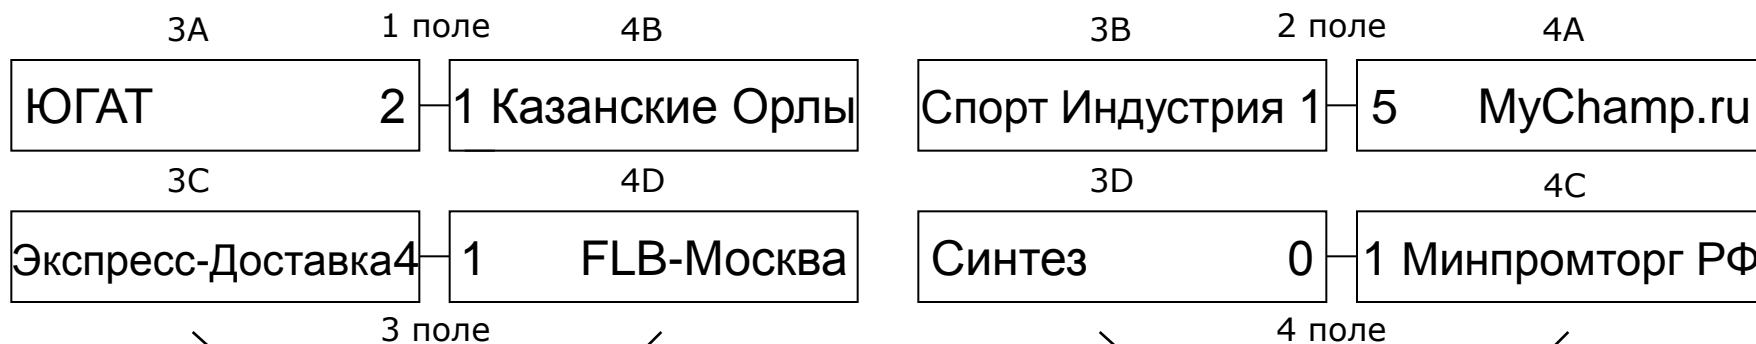 3A 1 поле 4B 3B 2 поле 4A
ЮГАТ 2 1 Казанские Орлы Спорт Индустрия 1 5 MyChamp.ru
3C 4D 3D 4C
Экспресс-Доставка4 1 FLB-Москва Синтез 0 1 Минпромторг РФ
3 поле 4 поле